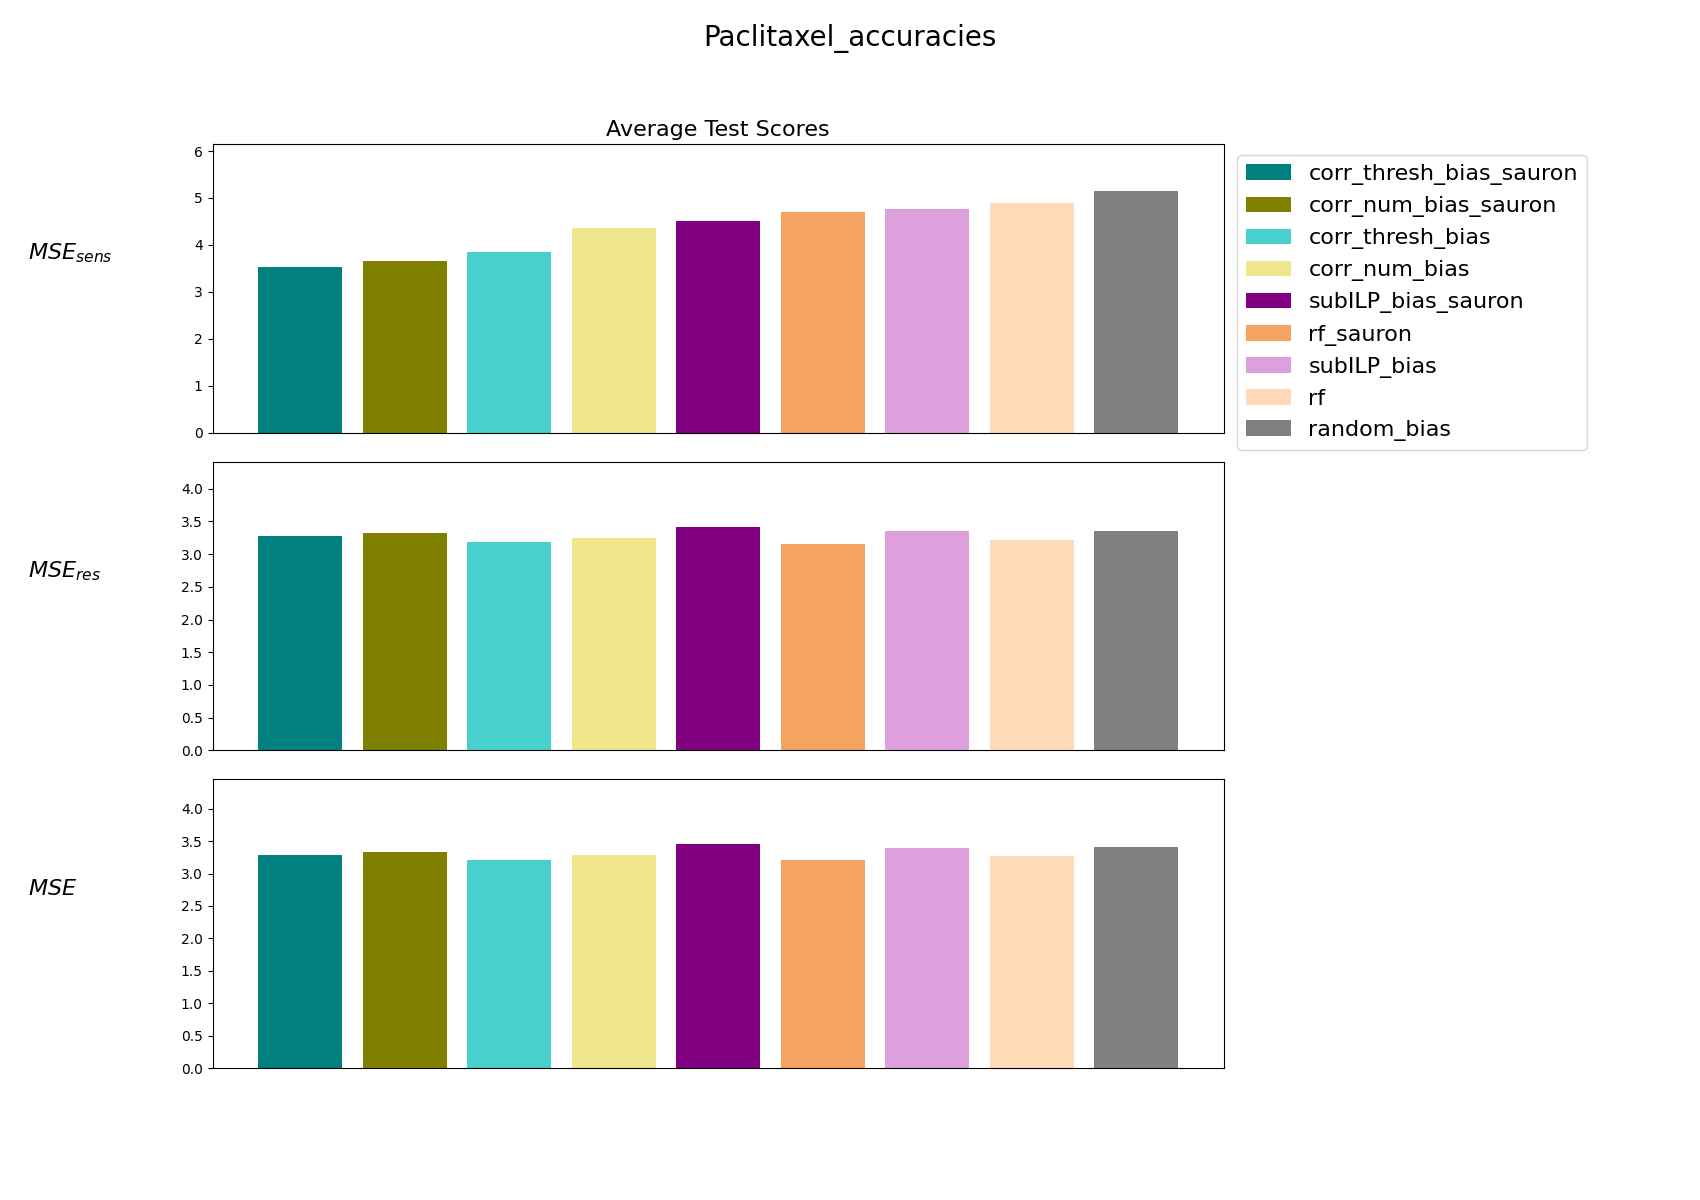 Paclitaxel_accuracies
Average Test Scores
MSE_sens
6
5
4
3
2
1
0
corr_thresh_bias_sauron
corr_num_bias_sauron
corr_thresh_bias
corr_num_bias
subILP_bias_sauron
rf_sauron
subILP_bias
rf
random_bias
MSE_res
4.0
3.5
3.0
2.5
2.0
1.5
1.0
0.5
0.0
MSE
4.0
3.5
3.0
2.5
2.0
1.5
1.0
0.5
0.0